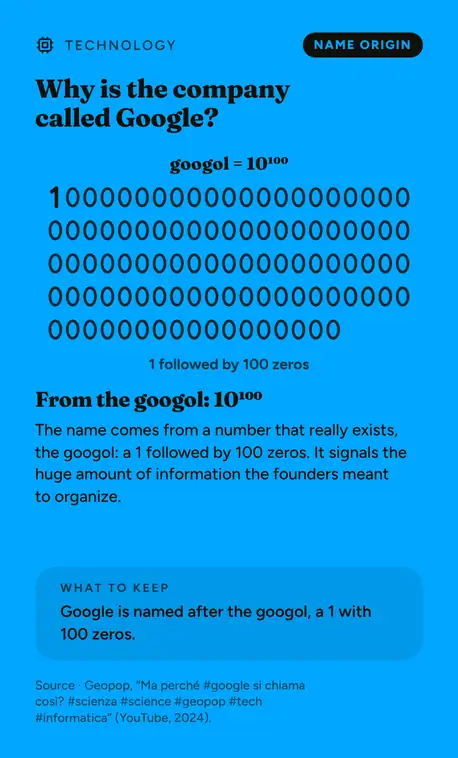 TECHNOLOGY
NAME ORIGIN
Why is the company
called Google?
googol = 10¹⁰⁰
100000000000000000000
000000000000000000000
000000000000000000000
000000000000000000000
00000000000000000
1 followed by 100 zeros
From the googol: 10¹⁰⁰
The name comes from a number that really exists,
the googol: a 1 followed by 100 zeros. It signals the
huge amount of information the founders meant
to organize.
WHAT TO KEEP
Google is named after the googol, a 1 with
100 zeros.
Source · Geopop, “Ma perché #google si chiama
così? #scienza #science #geopop #tech
#informatica” (YouTube, 2024).